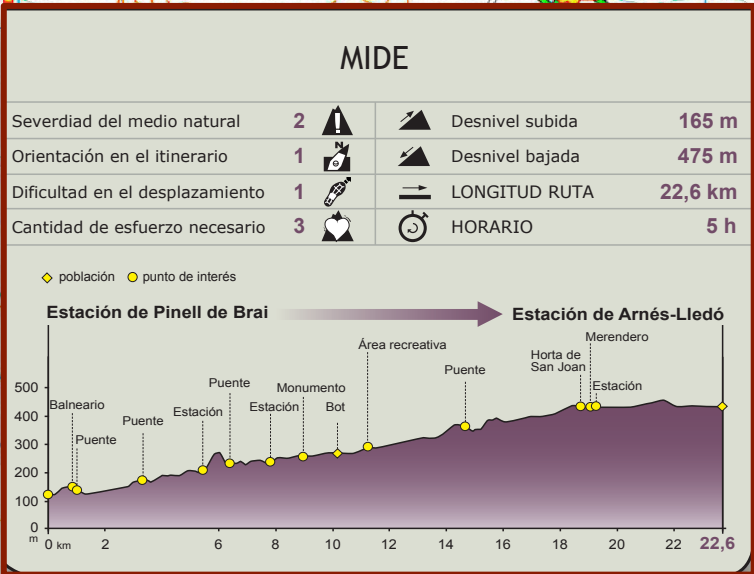 MIDE
Severdiad del medio natural 2
Desnivel subida 165 m
Orientación en el itinerario 1
N
Desnivel bajada 475 m
Dificultad en el desplazamiento 1
LONGITUD RUTA 22,6 km
Cantidad de esfuerzo necesario 3
HORARIO 5 h
población punto de interés
Estación de Pinell de Brai Estación de Arnés-Lledó
Merendero
Área recreativa
Horta de
San Joan
Puente
Puente
Monumento
Estación
Balneario
Estación
Estación
Bot
Puente
Puente
500
400
300
200
100
0
m 0 km 2 6 8 10 12 14 16 18 20 22 22,6